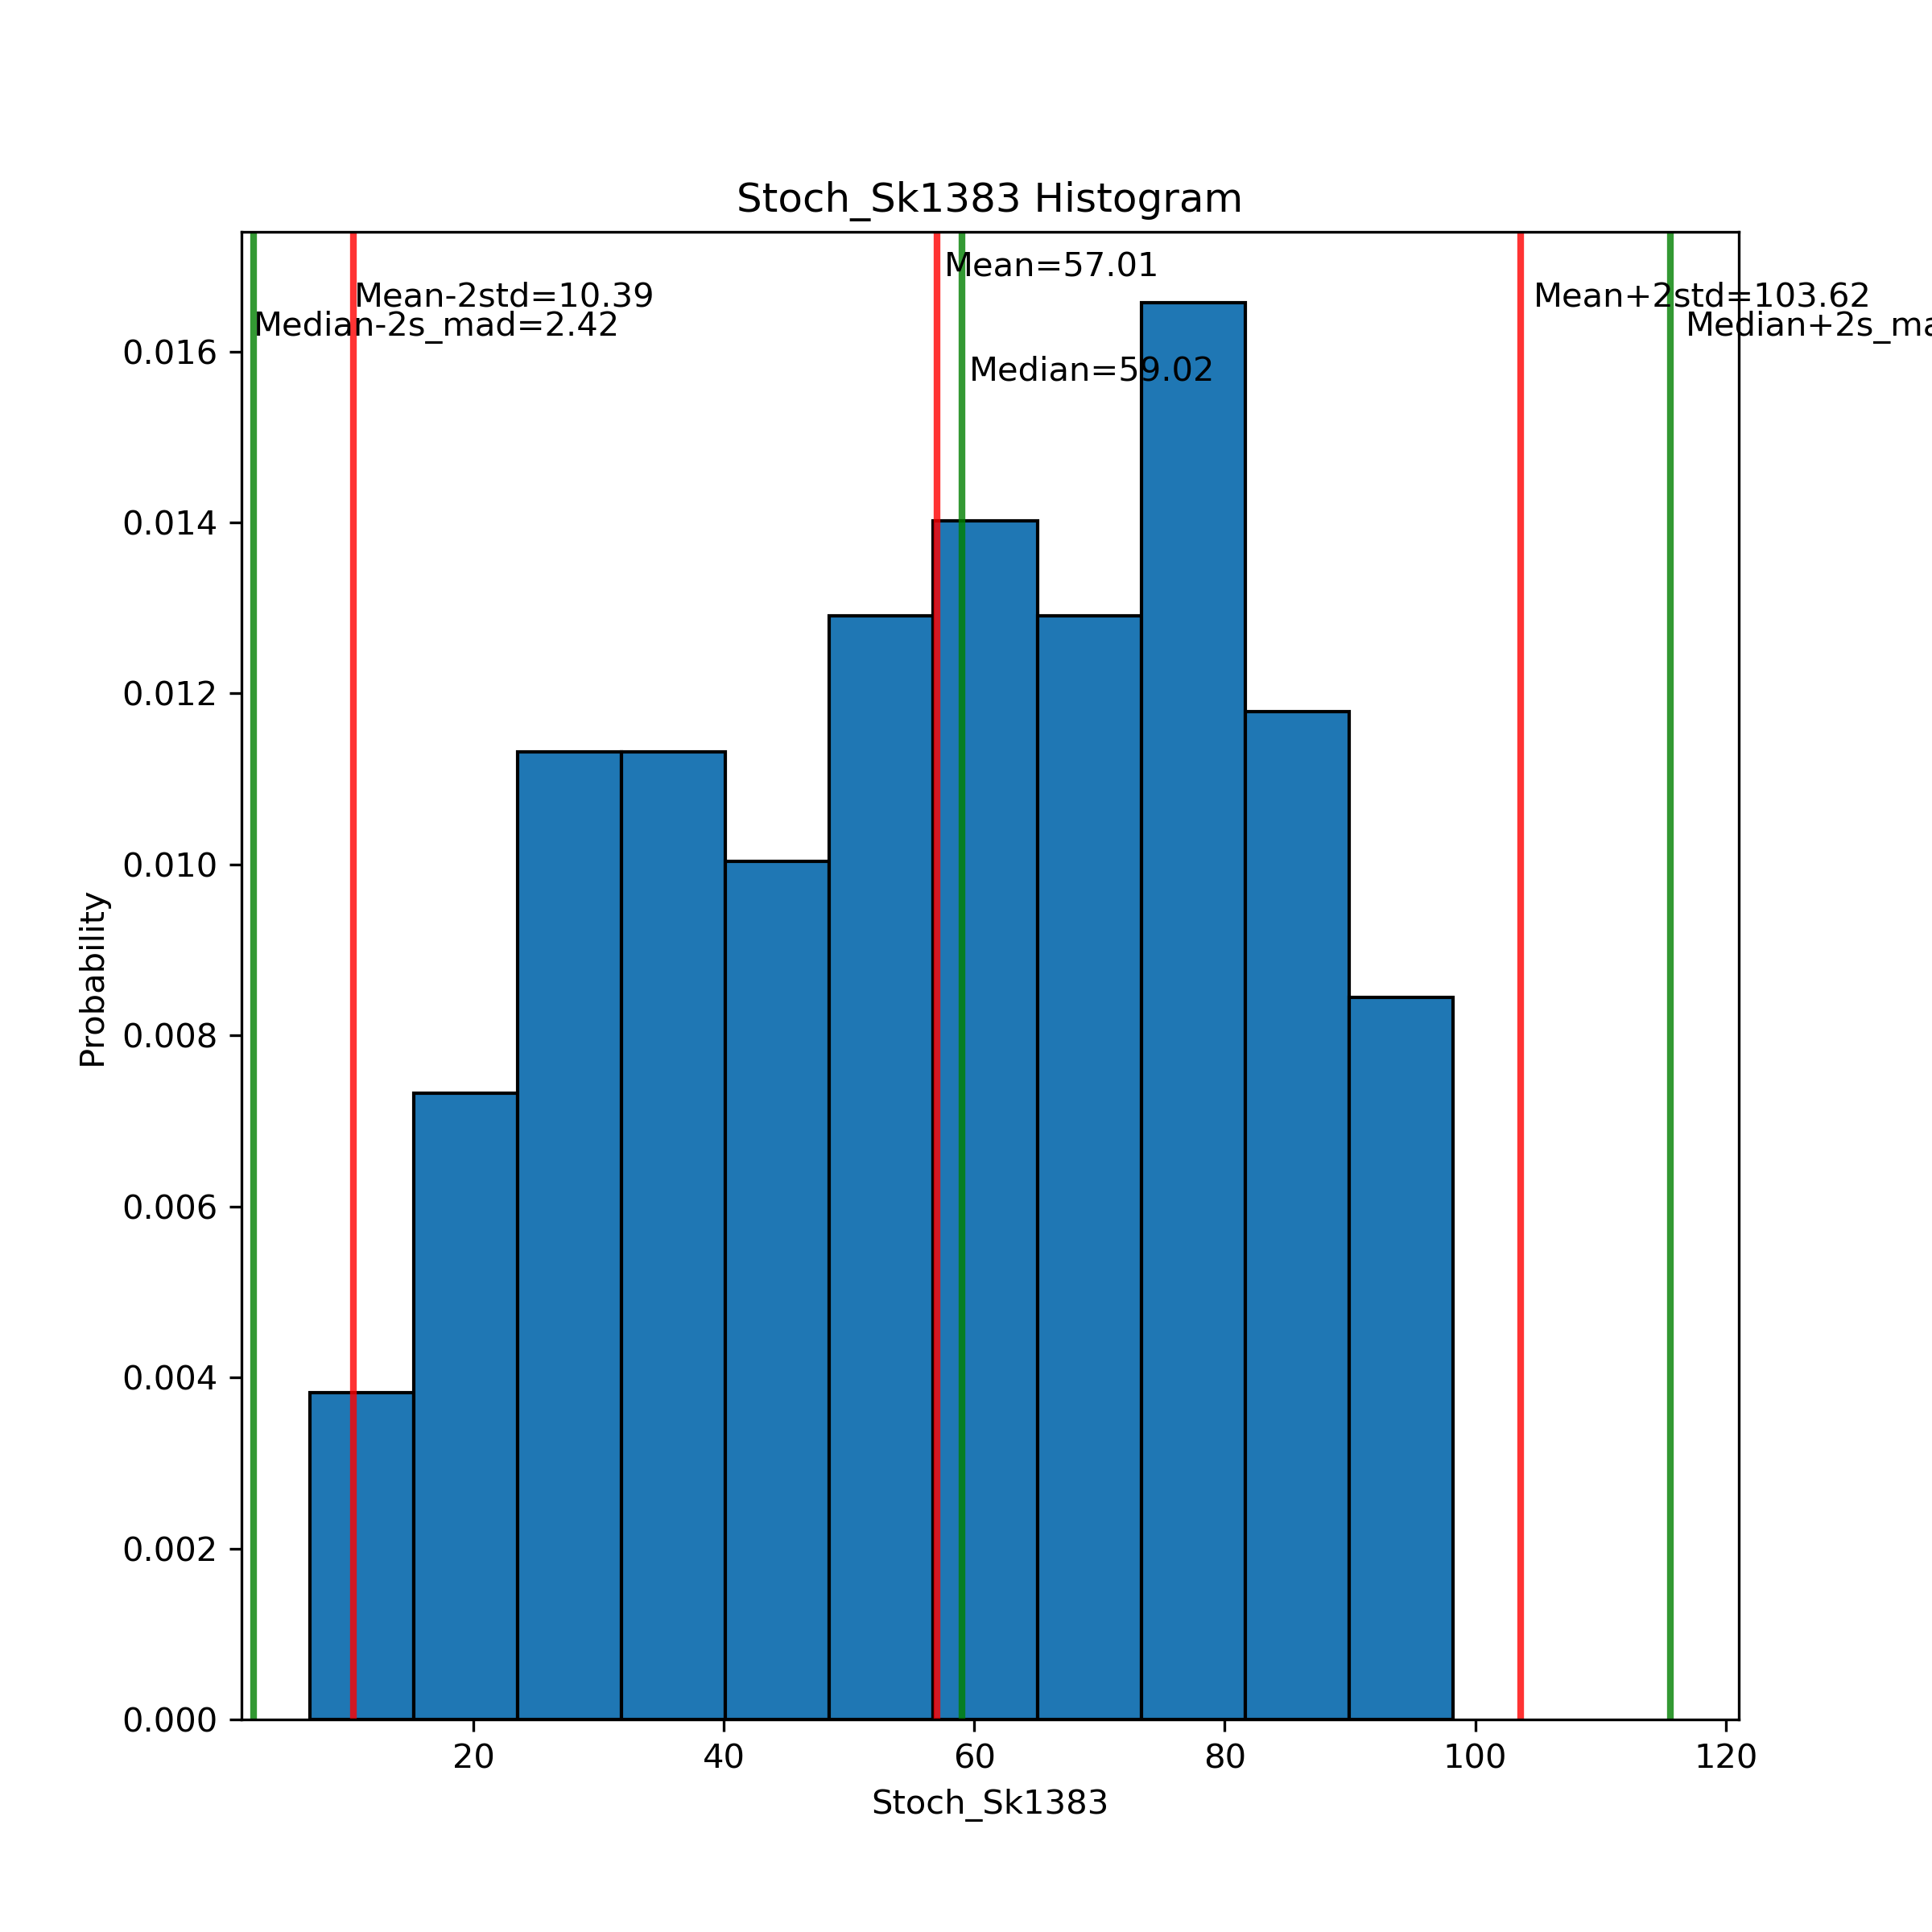 Stoch_Sk1383 Histogram
Mean=57.01
Mean-2std=10.39
Mean+2std=103.62
Median-2s_mad=2.42
Median+2s_ma
Median=59.02
0.016
0.014
0.012
0.010
0.008
0.006
0.004
0.002
0.000
Probability
20 40 60 80 100 120
Stoch_Sk1383